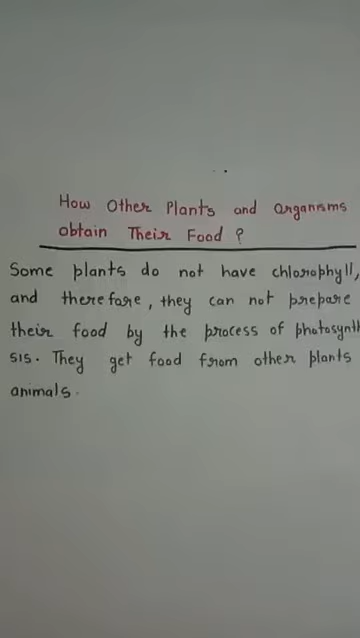 How Other Plants and Organisms
obtain Their Food ?
Some plants do not have chlorophyll,
and therefore, they can not prepare
their food by the process of photosynth
sis. They get food from other plants
animals.